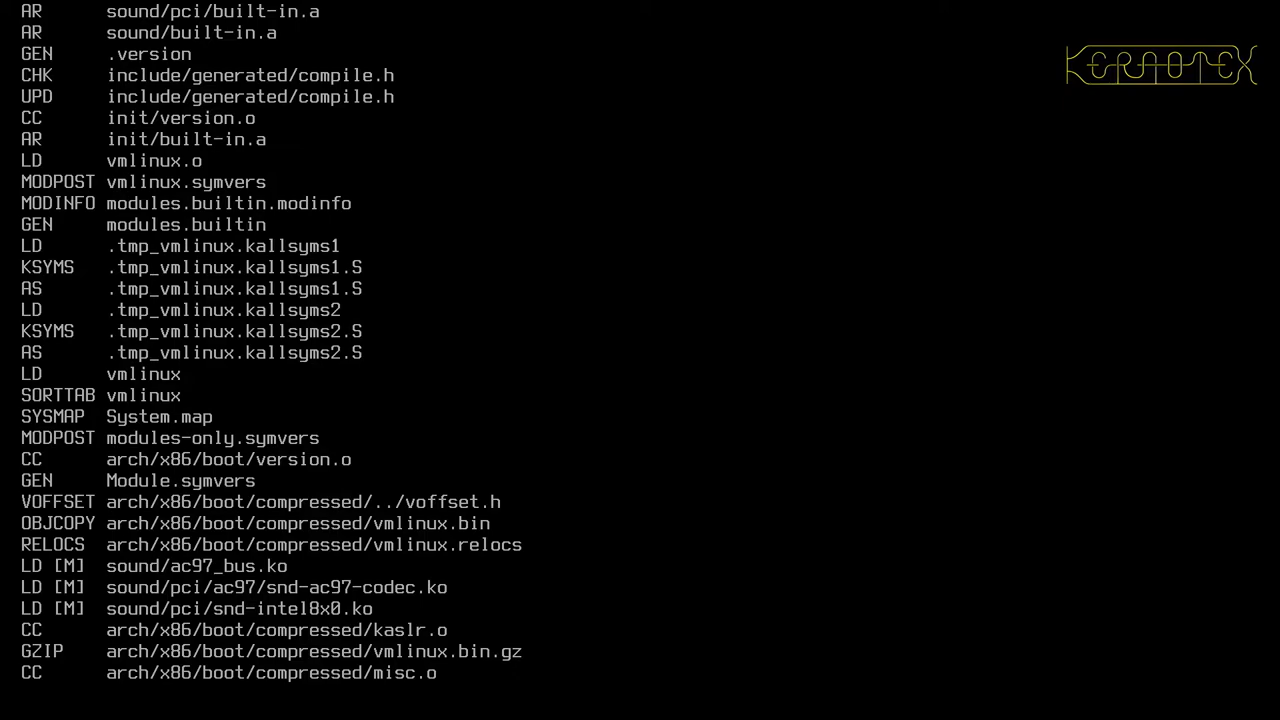 AR      sound/pci/built-in.a
KERNOTEX
AR      sound/built-in.a
GEN     .version
CHK     include/generated/compile.h
UPD     include/generated/compile.h
CC      init/version.o
AR      init/built-in.a
LD      vmlinux.o
MODPOST vmlinux.symvers
MODINFO modules.builtin.modinfo
GEN     modules.builtin
LD      .tmp_vmlinux.kallsyms1
KSYMS   .tmp_vmlinux.kallsyms1.S
AS      .tmp_vmlinux.kallsyms1.S
LD      .tmp_vmlinux.kallsyms2
KSYMS   .tmp_vmlinux.kallsyms2.S
AS      .tmp_vmlinux.kallsyms2.S
LD      vmlinux
SORTTAB vmlinux
SYSMAP  System.map
MODPOST modules-only.symvers
CC      arch/x86/boot/version.o
GEN     Module.symvers
VOFFSET arch/x86/boot/compressed/../voffset.h
OBJCOPY arch/x86/boot/compressed/vmlinux.bin
RELOCS  arch/x86/boot/compressed/vmlinux.relocs
LD [M]  sound/ac97_bus.ko
LD [M]  sound/pci/ac97/snd-ac97-codec.ko
LD [M]  sound/pci/snd-intel8x0.ko
CC      arch/x86/boot/compressed/kaslr.o
GZIP    arch/x86/boot/compressed/vmlinux.bin.gz
CC      arch/x86/boot/compressed/misc.o